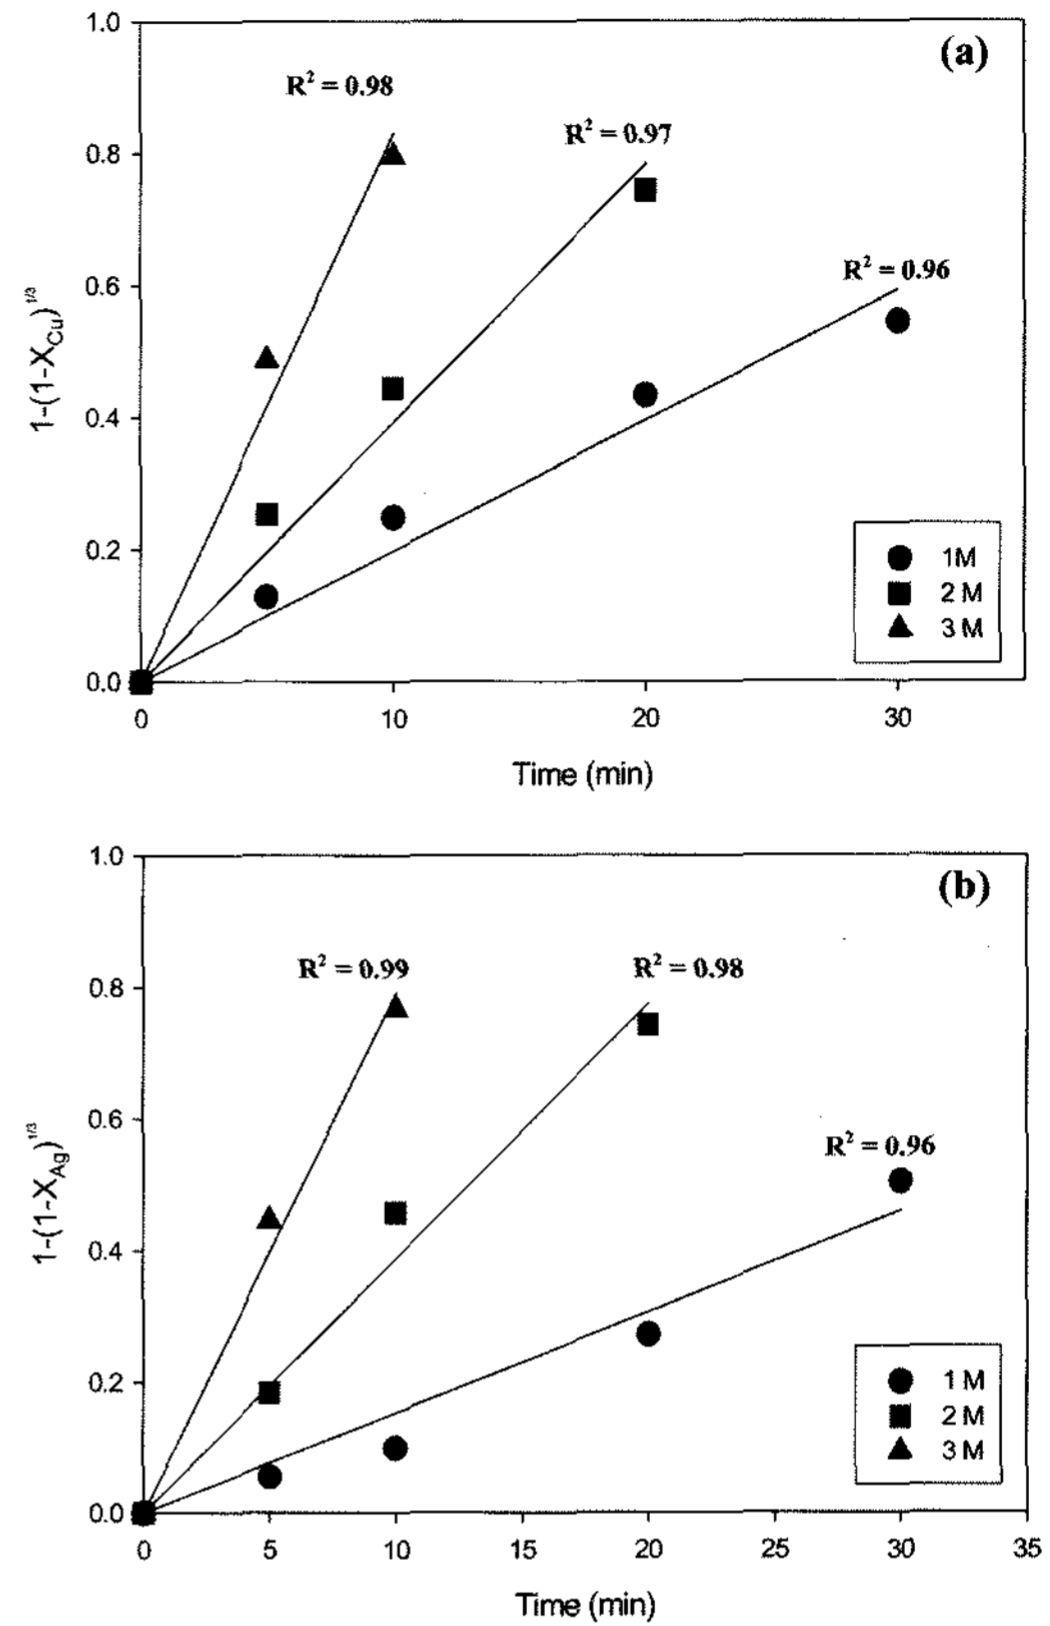 (a)
1.0
R² = 0.98
R² = 0.97
0.8
R² = 0.96
0.6
1-(1-X_Cu)^1/3
0.4
0.2
0.0
1M
2 M
3 M
0 10 20 30
Time (min)
(b)
1.0
R² = 0.99
R² = 0.98
0.8
R² = 0.96
0.6
1-(1-X_Ag)^1/3
0.4
0.2
0.0
1 M
2 M
3 M
0 5 10 15 20 25 30 35
Time (min)